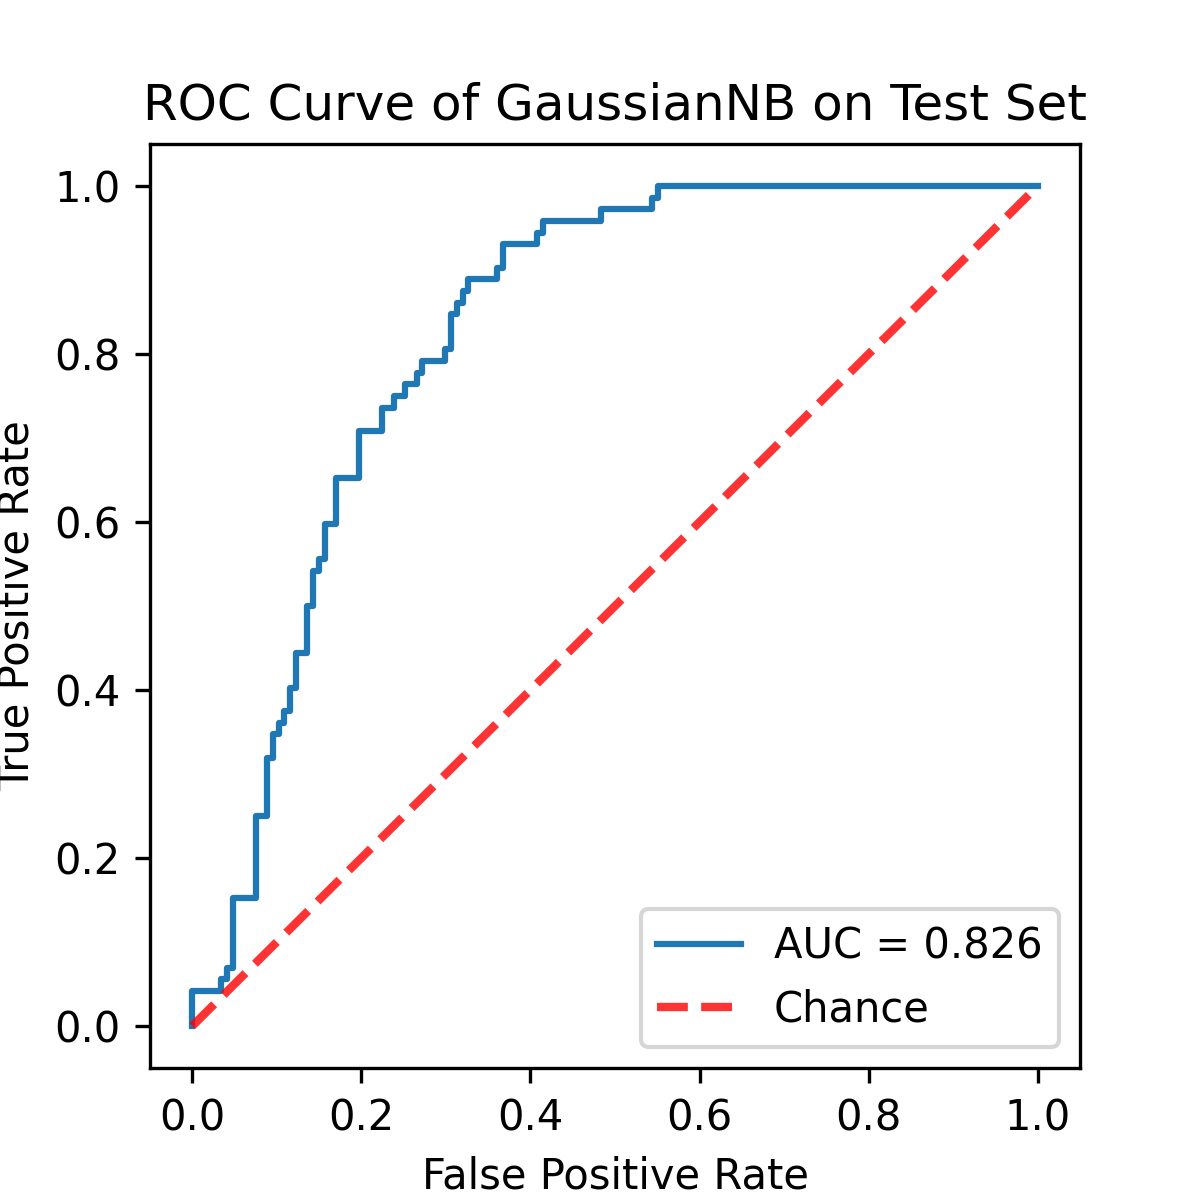 ROC Curve of GaussianNB on Test Set
True Positive Rate
1.0
0.8
0.6
0.4
0.2
0.0
AUC = 0.826
Chance
0.0 0.2 0.4 0.6 0.8 1.0
False Positive Rate